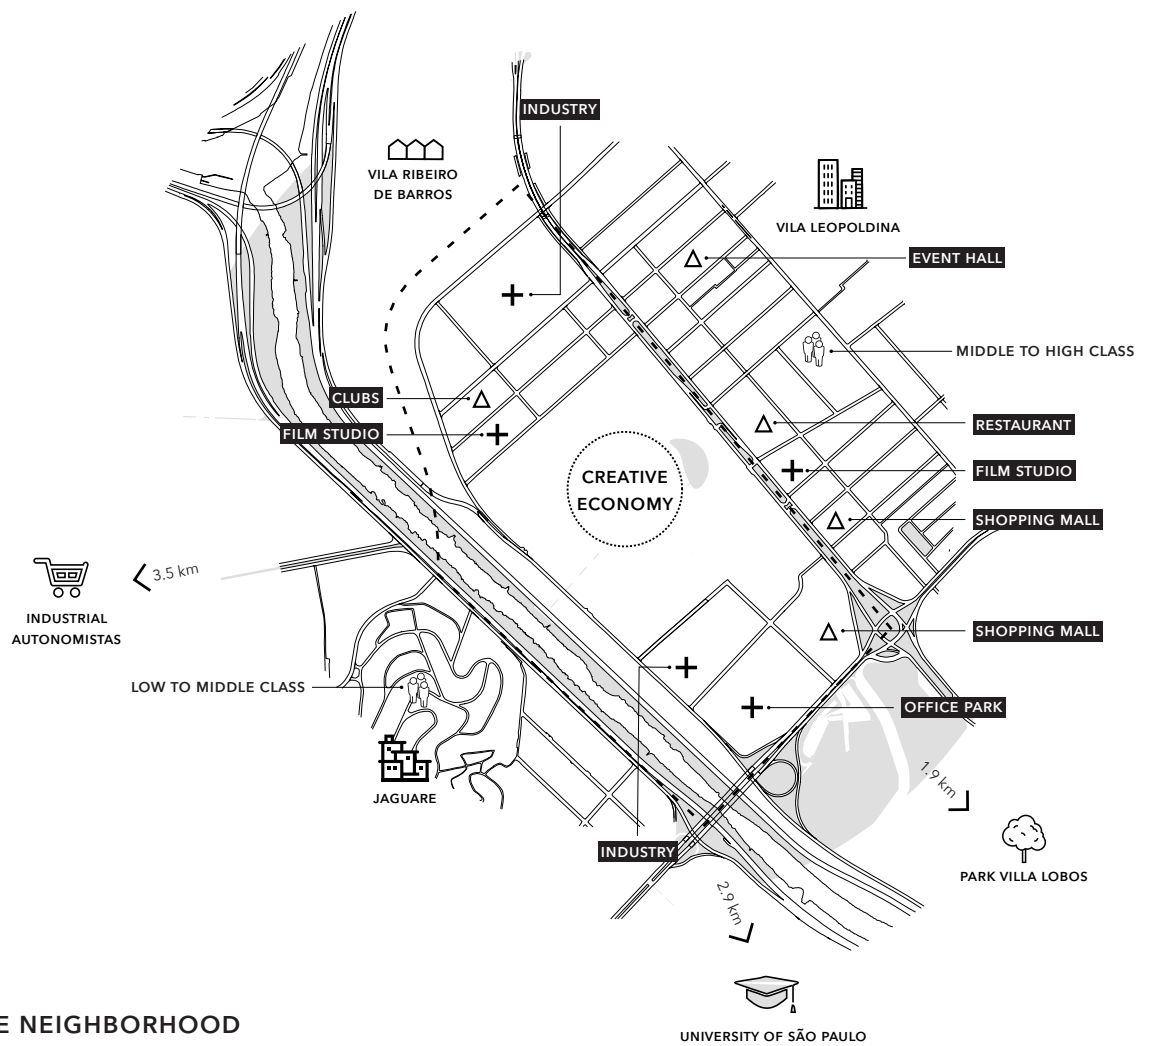 INDUSTRY
VILA RIBEIRO
DE BARROS
VILA LEOPOLDINA
EVENT HALL
MIDDLE TO HIGH CLASS
CLUBS
FILM STUDIO
RESTAURANT
CREATIVE
ECONOMY
FILM STUDIO
SHOPPING MALL
3.5 km
INDUSTRIAL
AUTONOMISTAS
SHOPPING MALL
LOW TO MIDDLE CLASS
OFFICE PARK
1.9 km
JAGUARE
INDUSTRY
PARK VILLA LOBOS
2.9 km
E NEIGHBORHOOD
UNIVERSITY OF SÃO PAULO